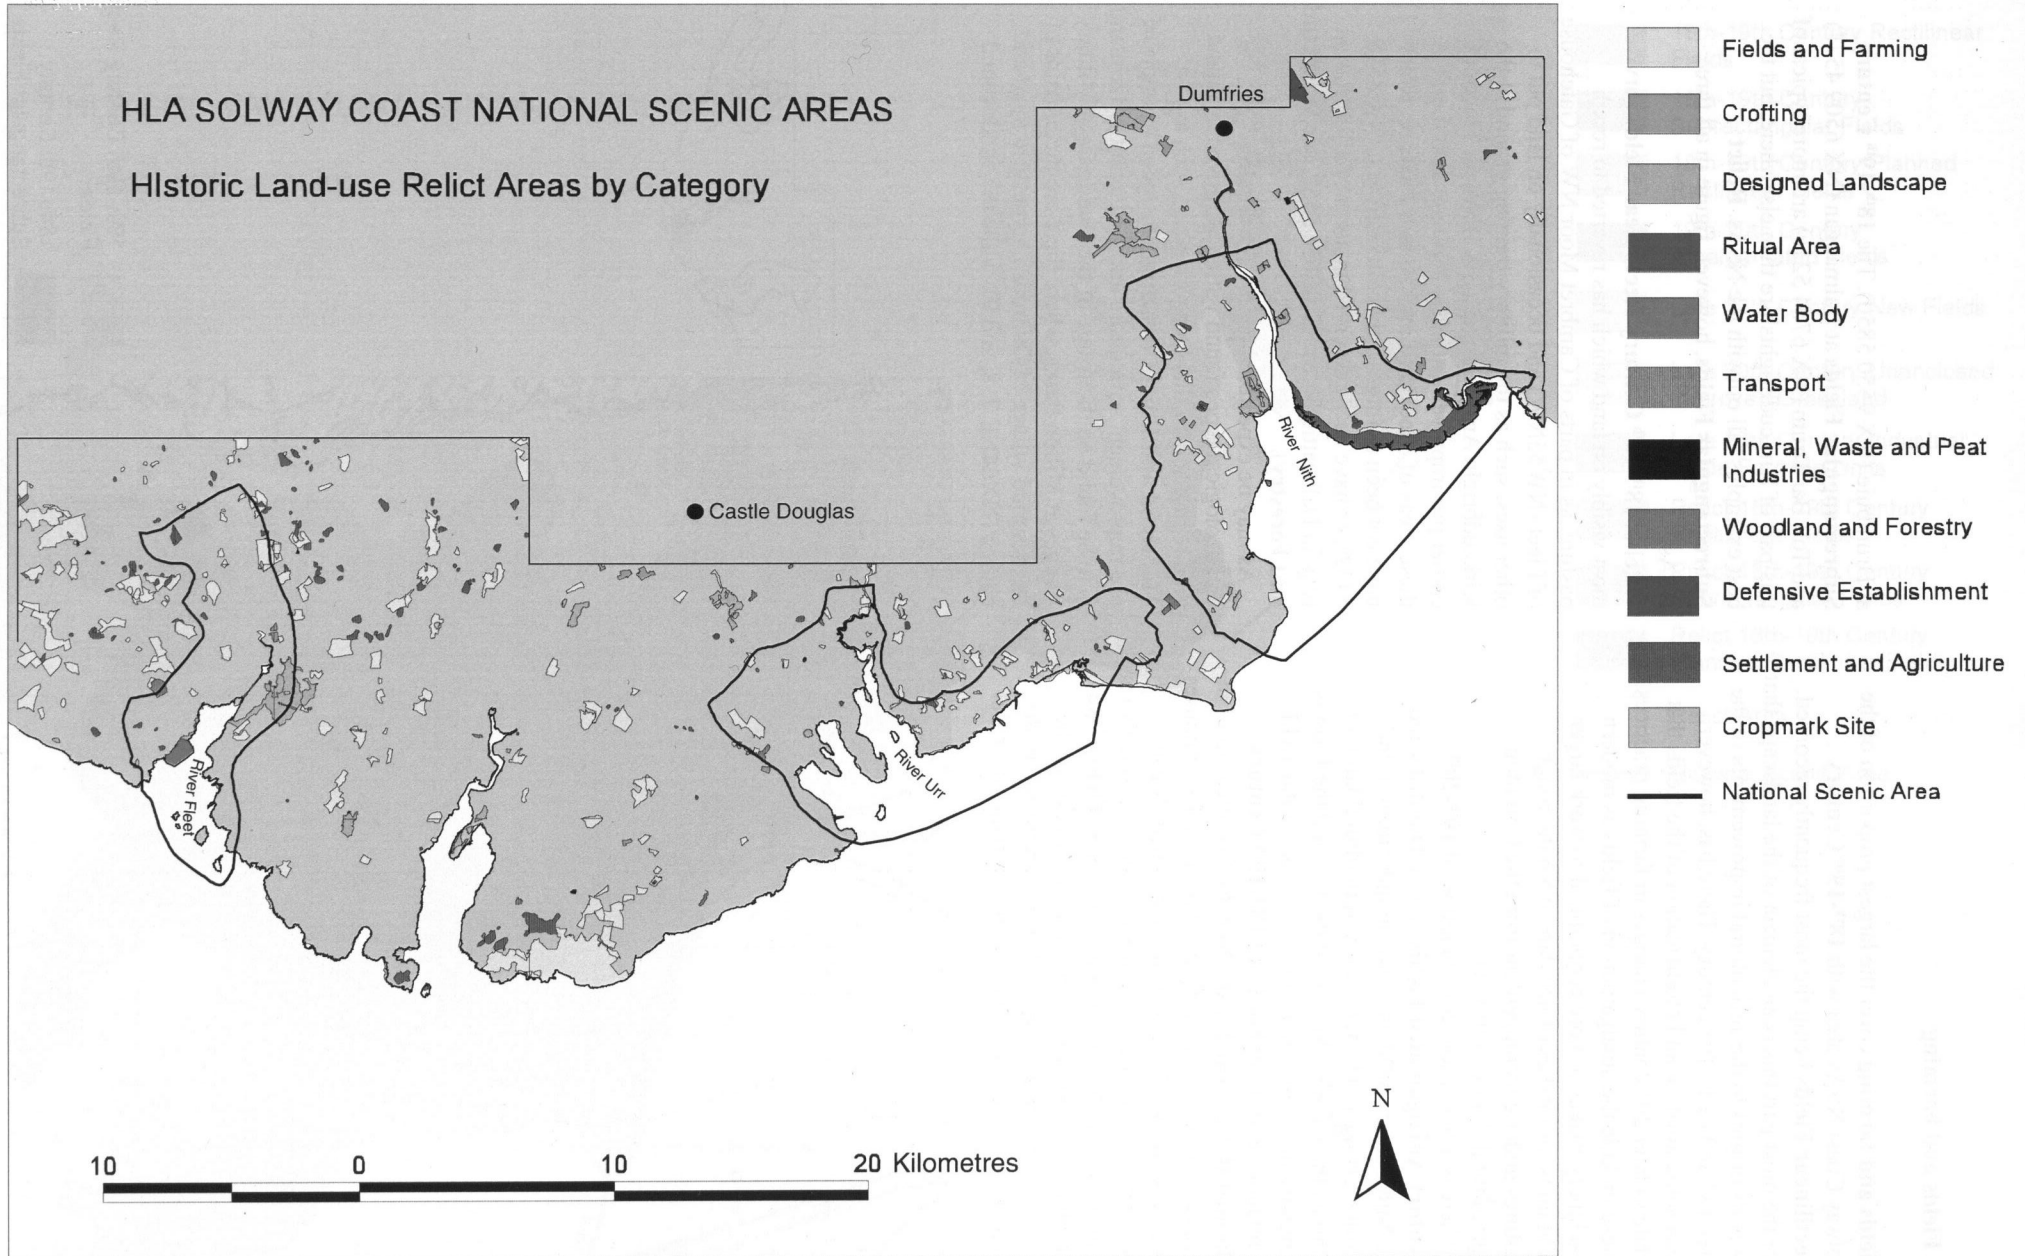 HLA SOLWAY COAST NATIONAL SCENIC AREAS
HIstoric Land-use Relict Areas by Category
Dumfries
Castle Douglas
River Nith
River Urr
River Fleet
10 0 10 20 Kilometres
N
Fields and Farming
Crofting
Designed Landscape
Ritual Area
Water Body
Transport
Mineral, Waste and Peat
Industries
Woodland and Forestry
Defensive Establishment
Settlement and Agriculture
Cropmark Site
National Scenic Area